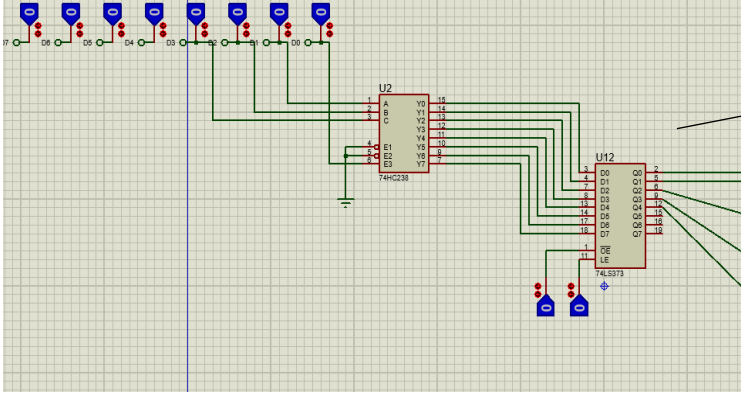 0 0 0 0 0 0 0 0
D7 D6 D5 D4 D3 D2 D1 D0
U2
1 A Y0 15
2 B Y1 14
3 C Y2 13
Y3 12
Y4 11
4 E1 Y5 10
5 E2 Y6 9
6 E3 Y7 7
74HC238
U12
3 D0 Q0 2
4 D1 Q1 5
7 D2 Q2 6
8 D3 Q3 9
13 D4 Q4 12
14 D5 Q5 15
17 D6 Q6 16
18 D7 Q7 19
1 OE
11 LE
74LS373
0 0